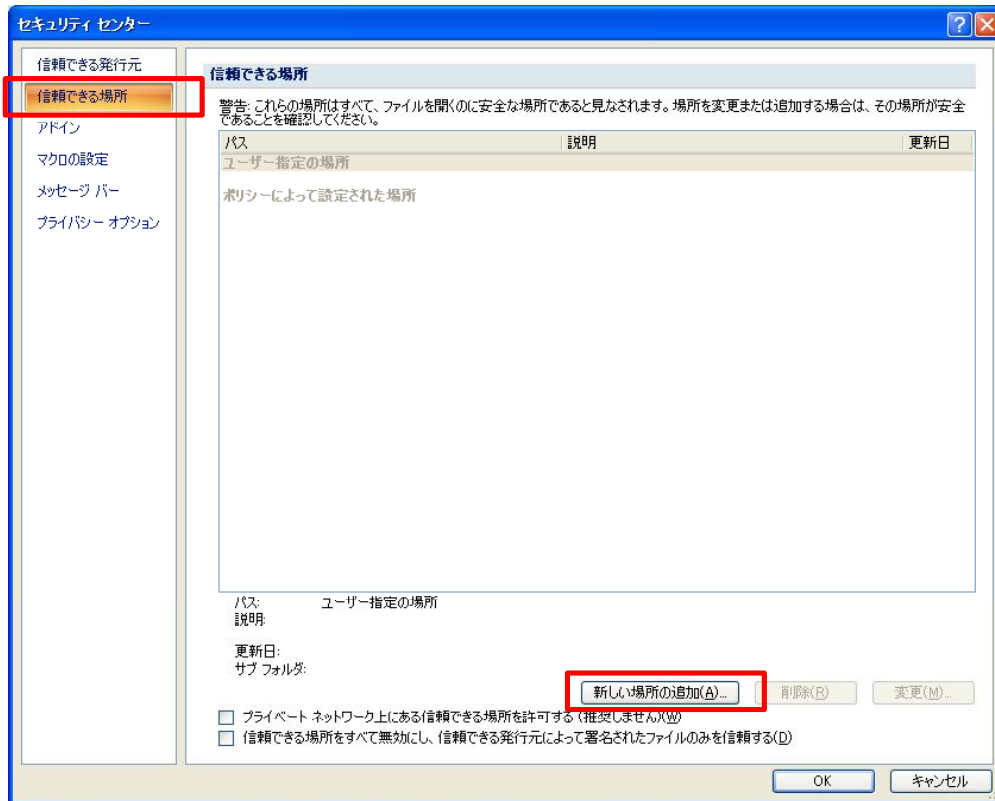 セキュリティ センター
信頼できる発行元
信頼できる場所
アドイン
マクロの設定
メッセージ バー
プライバシー オプション
信頼できる場所
警告: これらの場所はすべて、ファイルを開くのに安全な場所であると見なされます。場所を変更または追加する場合は、その場所が安全
であることを確認してください。
パス 説明 更新日
ユーザー指定の場所
ポリシーによって設定された場所
パス: ユーザー指定の場所
説明:
更新日:
サブ フォルダ:
新しい場所の追加(A)... 削除(R) 変更(M)...
プライベート ネットワーク上にある信頼できる場所を許可する (推奨しません)(W)
信頼できる場所をすべて無効にし、信頼できる発行元によって署名されたファイルのみを信頼する(D)
OK キャンセル